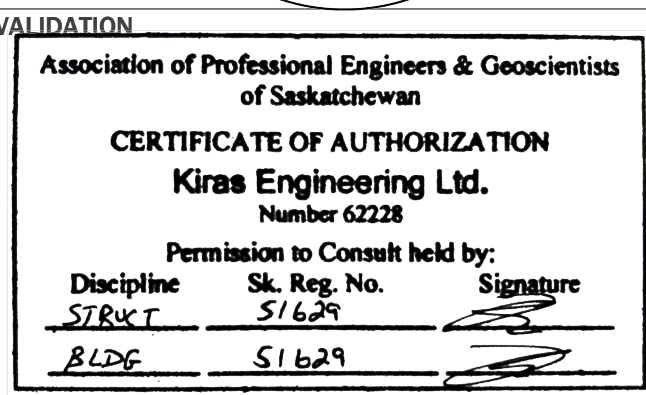 VALIDATION
Association of Professional Engineers & Geoscientists
of Saskatchewan
CERTIFICATE OF AUTHORIZATION
Kiras Engineering Ltd.
Number 62228
Permission to Consult held by:
Discipline Sk. Reg. No. Signature
STRUCT 51629
BLDG 51629